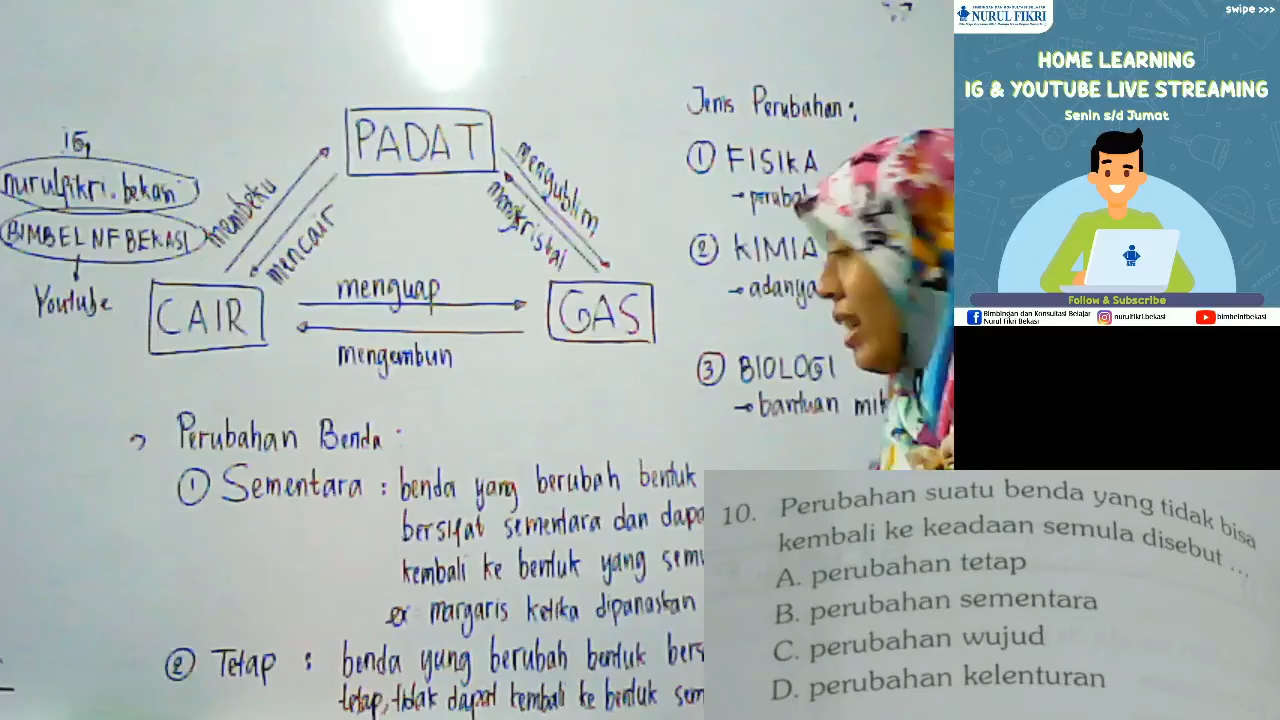 IG,
nurulfikri.bekasi
BIMBEL NF BEKASI
Youtube
PADAT
membeku
mencair
mengublim
mengkristal
CAIR
menguap
GAS
mengembun
Jenis Perubahan :
① FISIKA
② KIMIA
→ adanya
③ BIOLOGI
→ bantuan
Perubahan Benda :
① Sementara : benda yang berubah bentuk
bersifat sementara dan
kembali ke bentuk yang
ex margaris ketika dipanaskan
② Tetap : benda yang berubah bentuk
tetap, tidak dapat kembali ke bentuk
BIMBINGAN DAN KONSULTASI BELAJAR
NURUL FIKRI
swipe >>>
HOME LEARNING
IG & YOUTUBE LIVE STREAMING
Senin s/d Jumat
Follow & Subscribe
Bimbingan dan Konsultasi Belajar
Nurul Fikri Bekasi
nurulfikri.bekasi
bimbelnfbekasi
10. Perubahan suatu benda yang tidak bisa
kembali ke keadaan semula disebut ...
A. perubahan tetap
B. perubahan sementara
C. perubahan wujud
D. perubahan kelenturan